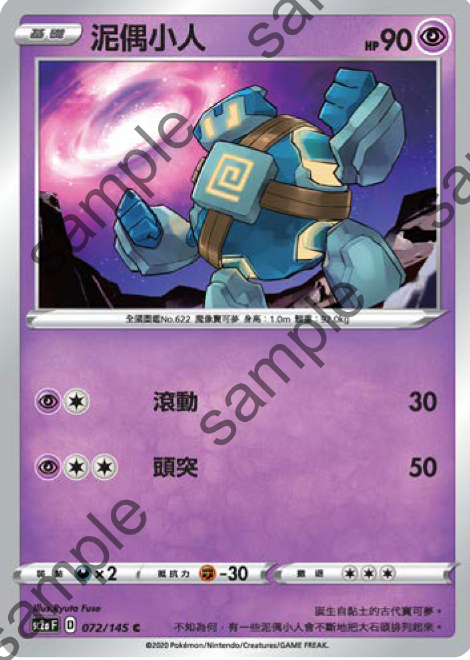 基礎 泥偶小人 HP 90
全國圖鑑No.622 魔像寶可夢 身高：1.0m 體重：92.0kg
滾動 30
頭突 50
弱點 ×2 抵抗力 -30 撤退
Illus. Ryuta Fuse
sc2a F D 072/145 C
誕生自黏土的古代寶可夢。
不知為何，有一些泥偶小人會不斷地把大石頭排列起來。
©2020 Pokémon/Nintendo/Creatures/GAME FREAK.
sample
sample
sample
sample
sample
sample